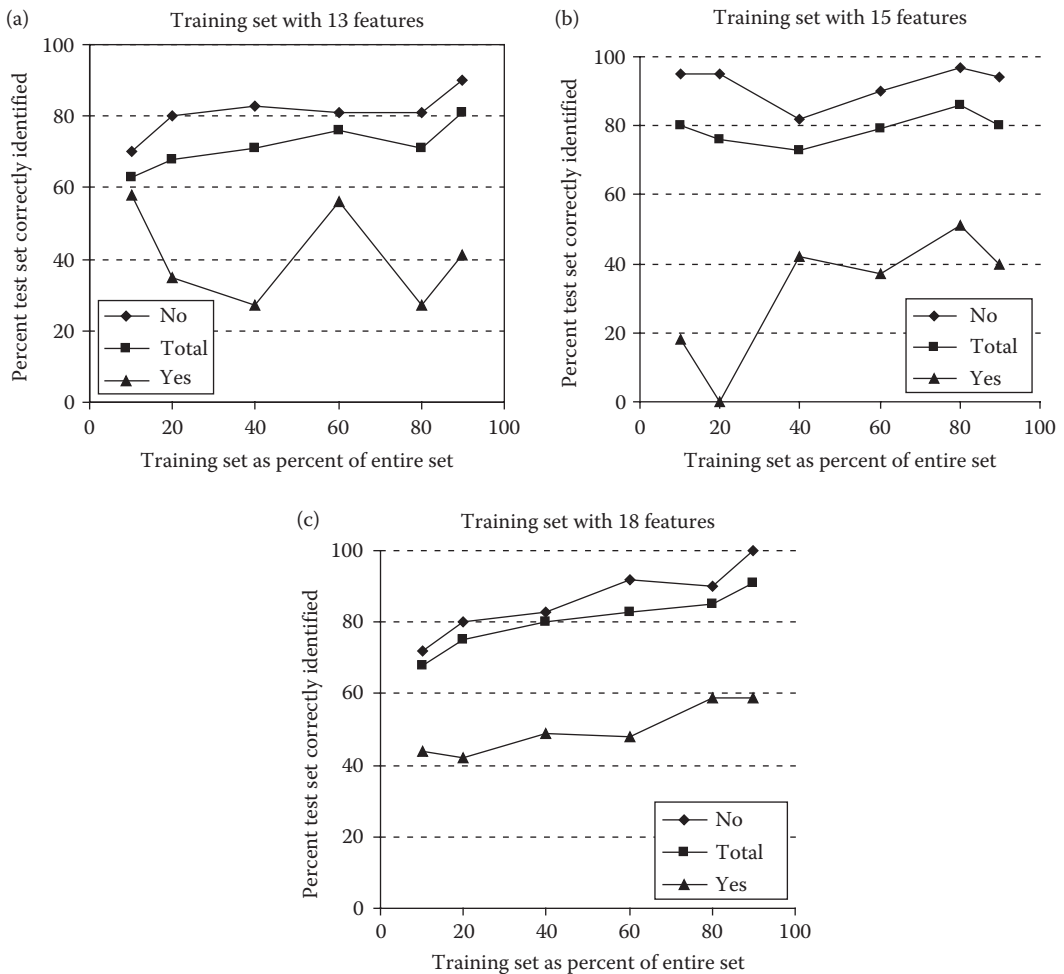 (a)
Training set with 13 features
Percent test set correctly identified
100
80
60
40
20
0
No
Total
Yes
0 20 40 60 80 100
Training set as percent of entire set
(b)
Training set with 15 features
Percent test set correctly identified
100
80
60
40
20
0
No
Total
Yes
0 20 40 60 80 100
Training set as percent of entire set
(c)
Training set with 18 features
Percent test set correctly identified
100
80
60
40
20
0
No
Total
Yes
0 20 40 60 80 100
Training set as percent of entire set